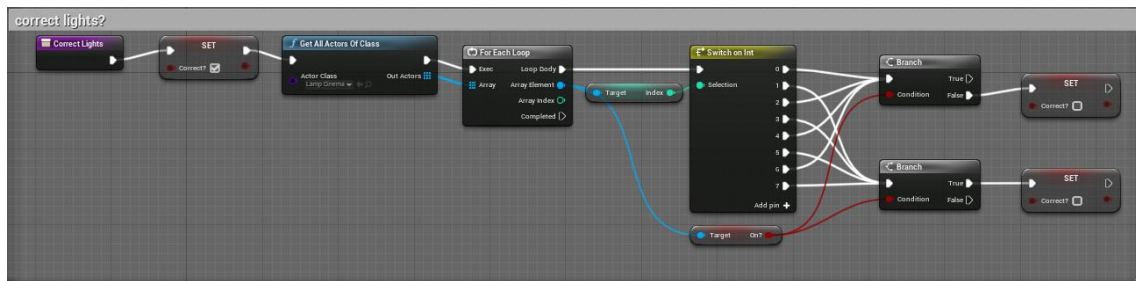 correct lights?
Correct Lights
SET
Correct?
Get All Actors Of Class
Actor Class
Lamp Cinema
Out Actors
For Each Loop
Exec
Loop Body
Array
Array Element
Array Index
Completed
Target
Index
Switch on Int
Selection
0
1
2
3
4
5
6
7
Add pin +
Target
On?
Branch
True
Condition
False
SET
Correct?
Branch
True
Condition
False
SET
Correct?